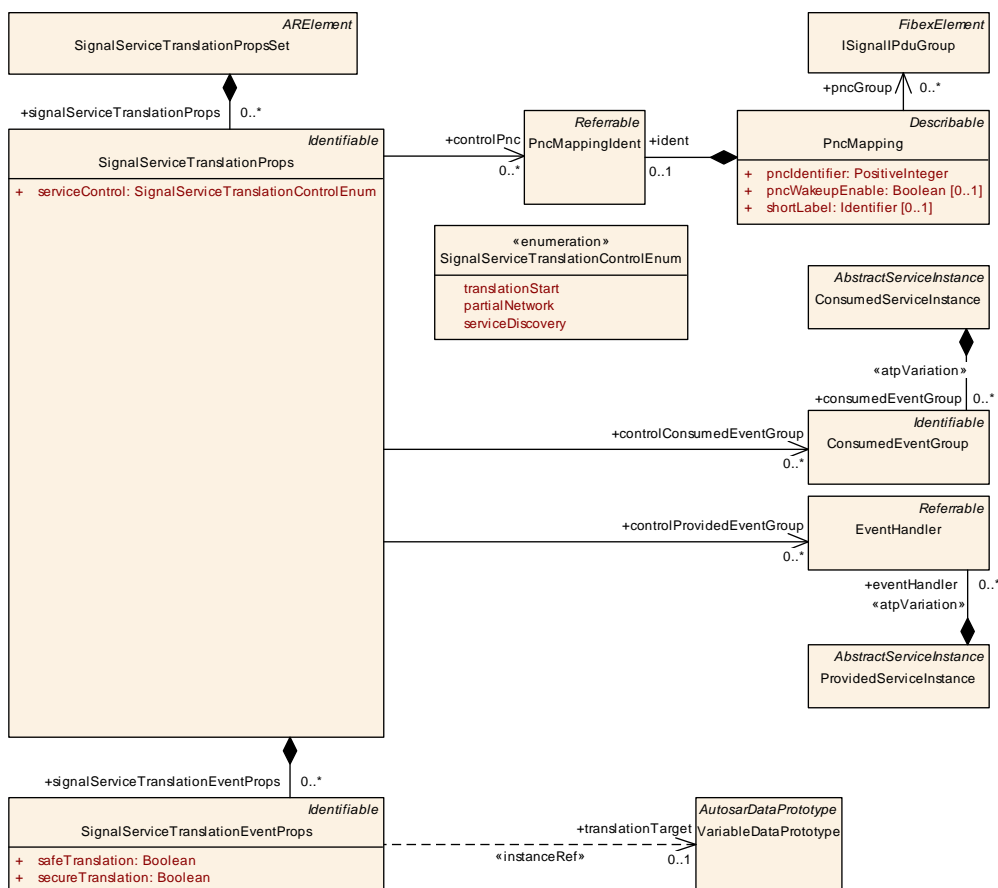 ARElement
SignalServiceTranslationPropsSet
FibexElement
ISignalIPduGroup
+signalServiceTranslationProps 0..*
+pncGroup 0..*
Identifiable
SignalServiceTranslationProps
+ serviceControl: SignalServiceTranslationControlEnum
+controlPnc
0..*
Referrable
PncMappingIdent
+ident
0..1
Describable
PncMapping
+ pncIdentifier: PositiveInteger
+ pncWakeupEnable: Boolean [0..1]
+ shortLabel: Identifier [0..1]
«enumeration»
SignalServiceTranslationControlEnum
translationStart
partialNetwork
serviceDiscovery
AbstractServiceInstance
ConsumedServiceInstance
«atpVariation»
+consumedEventGroup 0..*
+controlConsumedEventGroup
0..*
Identifiable
ConsumedEventGroup
+controlProvidedEventGroup
0..*
Referrable
EventHandler
+eventHandler 0..*
«atpVariation»
AbstractServiceInstance
ProvidedServiceInstance
+signalServiceTranslationEventProps 0..*
Identifiable
SignalServiceTranslationEventProps
+ safeTranslation: Boolean
+ secureTranslation: Boolean
+translationTarget
«instanceRef»
0..1
AutosarDataPrototype
VariableDataPrototype